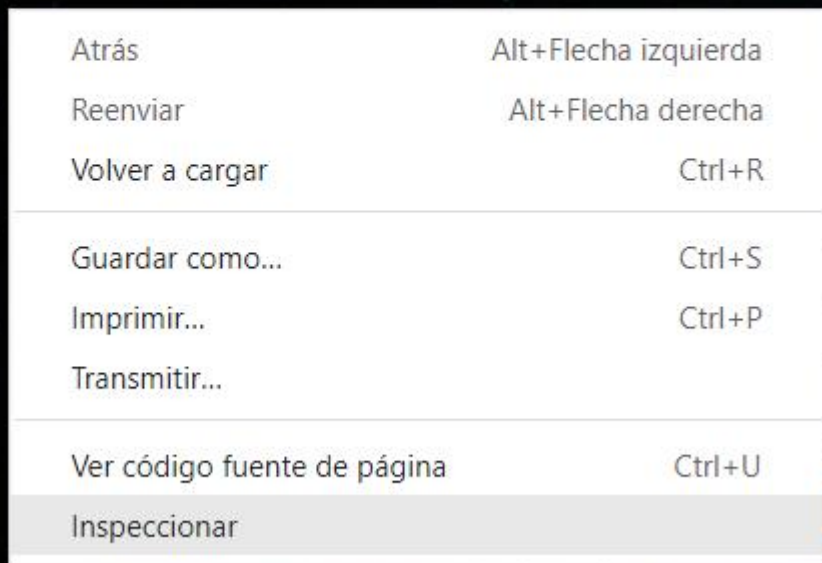 Atrás Alt+Flecha izquierda
Reenviar Alt+Flecha derecha
Volver a cargar Ctrl+R
Guardar como... Ctrl+S
Imprimir... Ctrl+P
Transmitir...
Ver código fuente de página Ctrl+U
Inspeccionar